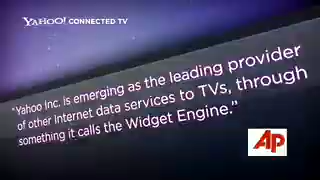 YAHOO! CONNECTED TV
"Yahoo Inc. is emerging as the leading provider
of other Internet data services to TVs, through
something it calls the Widget Engine."
AP